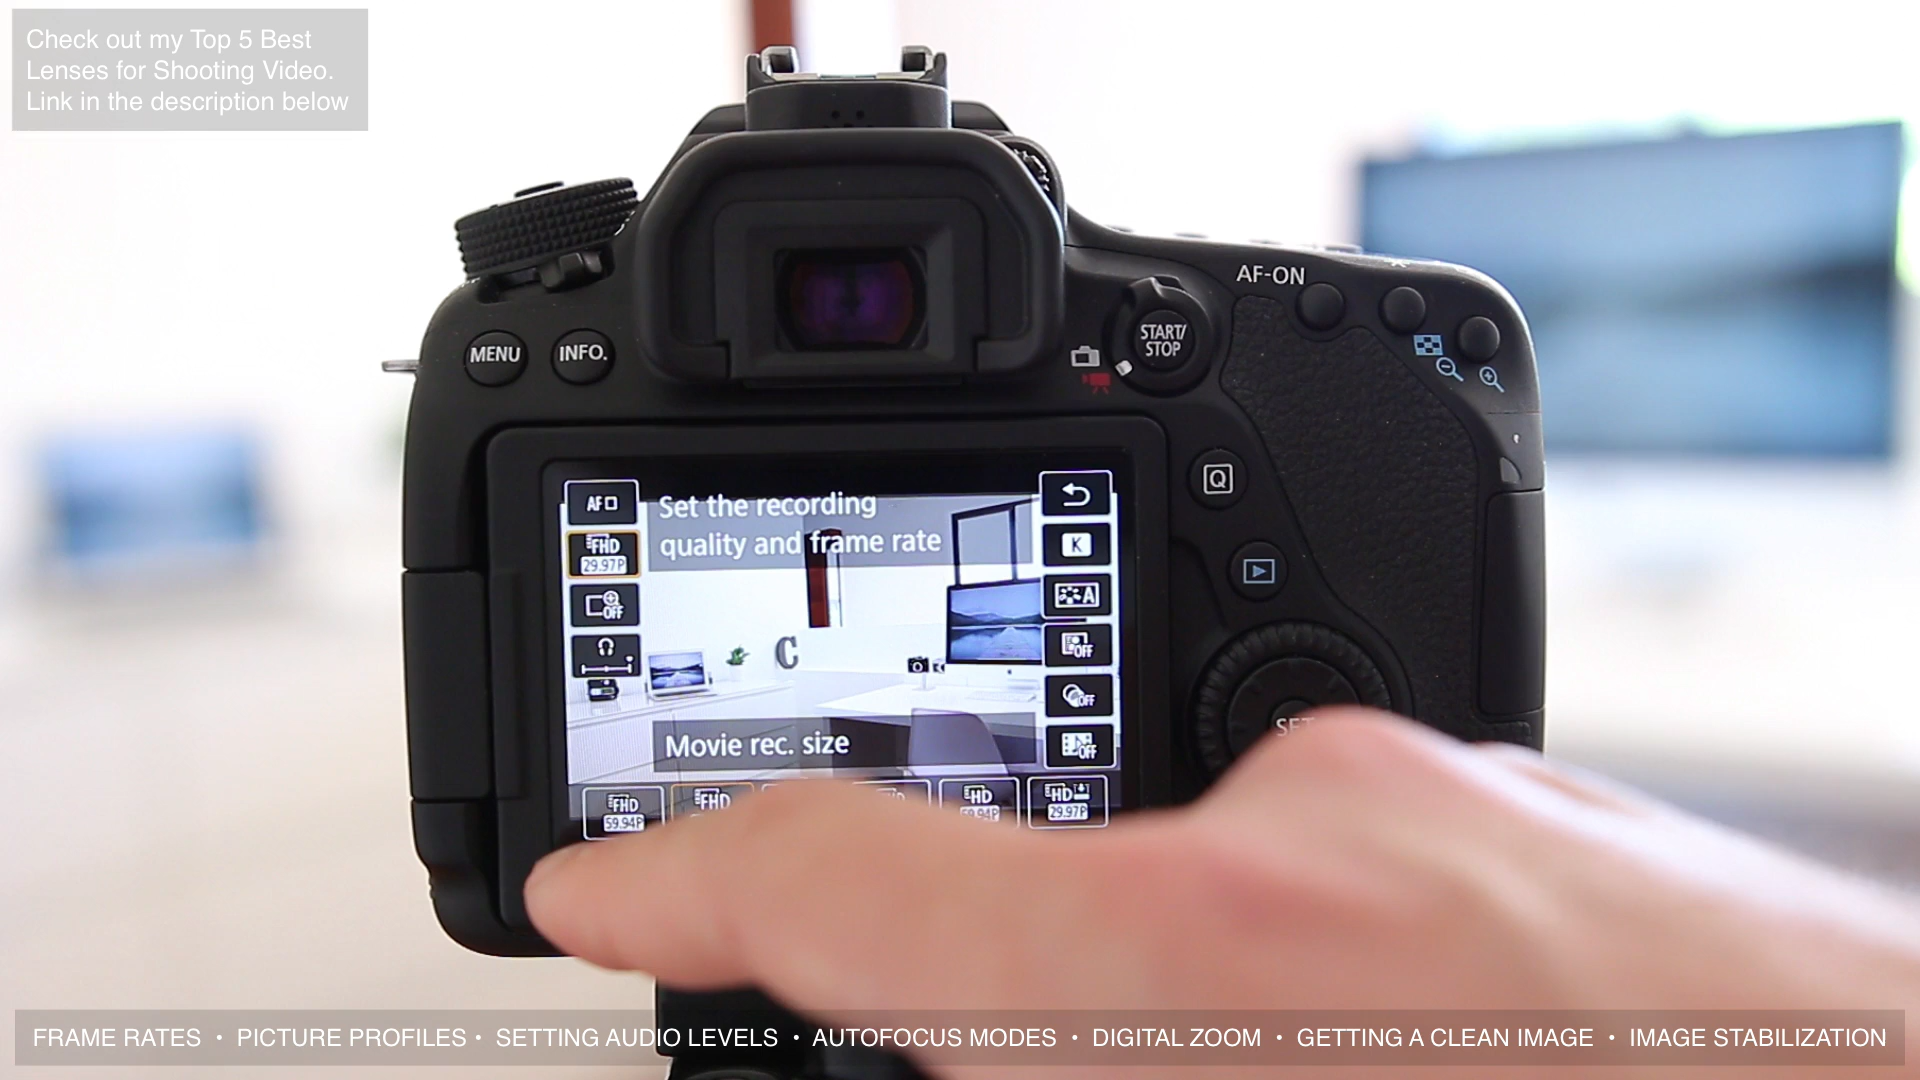 Check out my Top 5 Best
Lenses for Shooting Video.
Link in the description below
AF-ON
MENU
INFO.
START/
STOP
Q
AF
Set the recording
quality and frame rate
FHD
29.97P
K
OFF
A
OFF
OFF
C
SET
Movie rec. size
OFF
FHD
59.94P
FHD
HD
59.94P
HD
29.97P
FRAME RATES • PICTURE PROFILES • SETTING AUDIO LEVELS • AUTOFOCUS MODES • DIGITAL ZOOM • GETTING A CLEAN IMAGE • IMAGE STABILIZATION